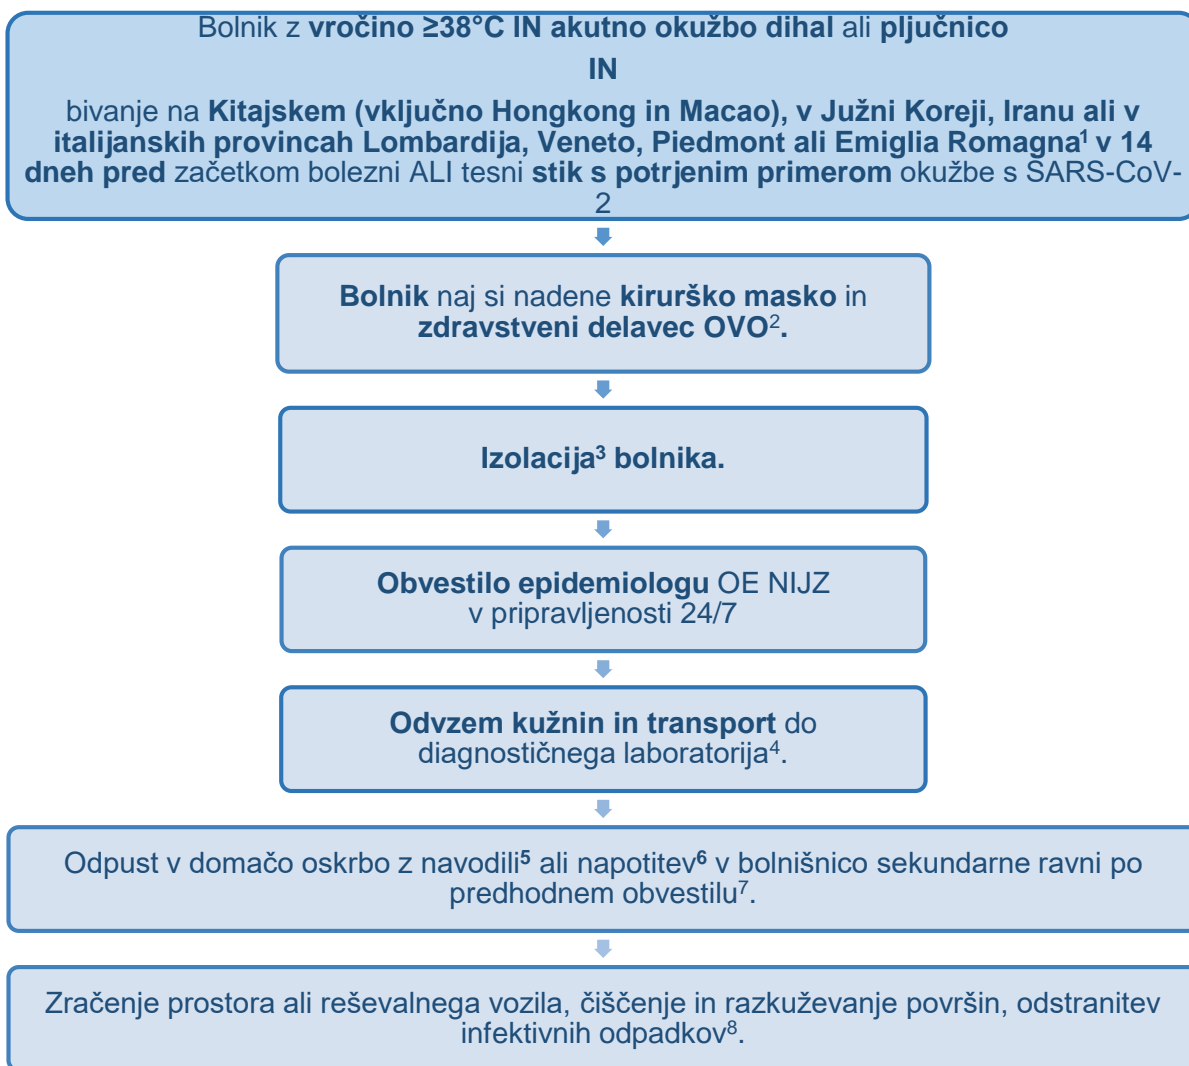 Bolnik z vročino ≥38°C IN akutno okužbo dihal ali pljučnico
IN
bivanje na Kitajskem (vključno Hongkong in Macao), v Južni Koreji, Iranu ali v
italijanskih provincah Lombardija, Veneto, Piedmont ali Emiglia Romagna¹ v 14
dneh pred začetkom bolezni ALI tesni stik s potrjenim primerom okužbe s SARS-CoV-
2
Bolnik naj si nadene kirurško masko in
zdravstveni delavec OVO².
Izolacija³ bolnika.
Obvestilo epidemiologu OE NIJZ
v pripravljenosti 24/7
Odvzem kužnin in transport do
diagnostičnega laboratorija⁴.
Odpust v domačo oskrbo z navodili⁵ ali napotitev⁶ v bolnišnico sekundarne ravni po
predhodnem obvestilu⁷.
Zračenje prostora ali reševalnega vozila, čiščenje in razkuževanje površin, odstranitev
infektivnih odpadkov⁸.